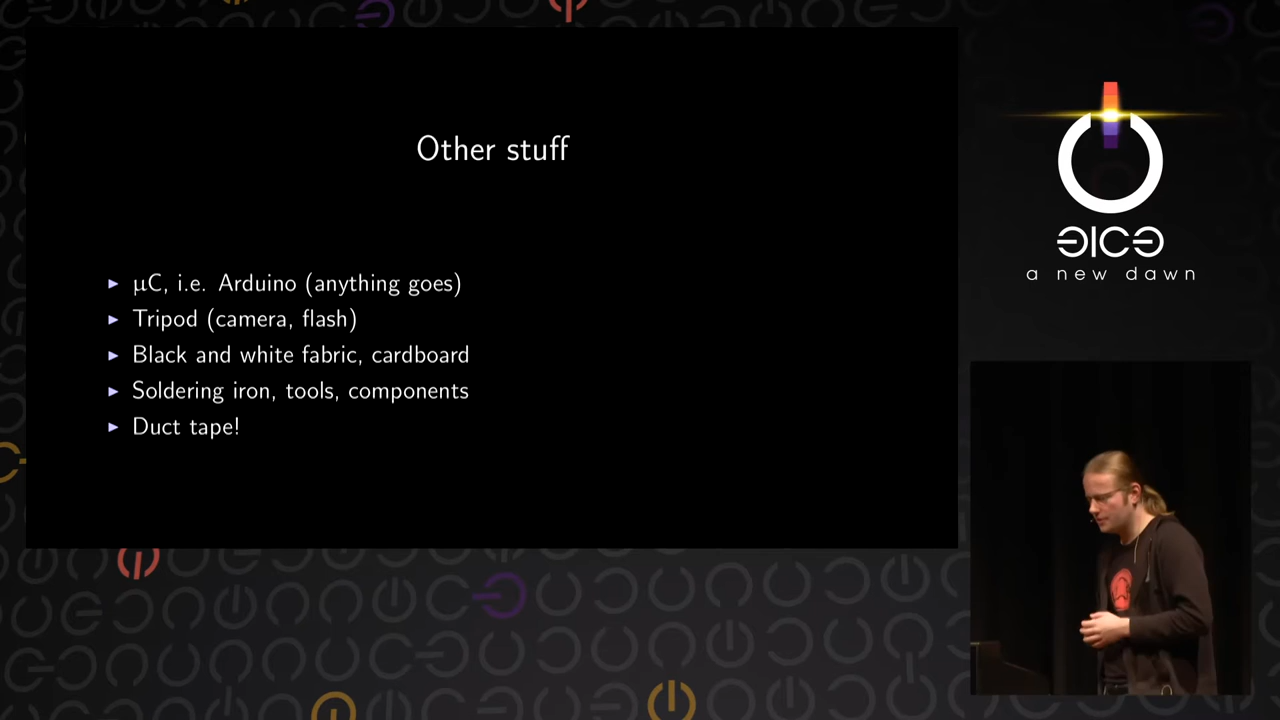 Other stuff
µC, i.e. Arduino (anything goes)
Tripod (camera, flash)
Black and white fabric, cardboard
Soldering iron, tools, components
Duct tape!
a new dawn